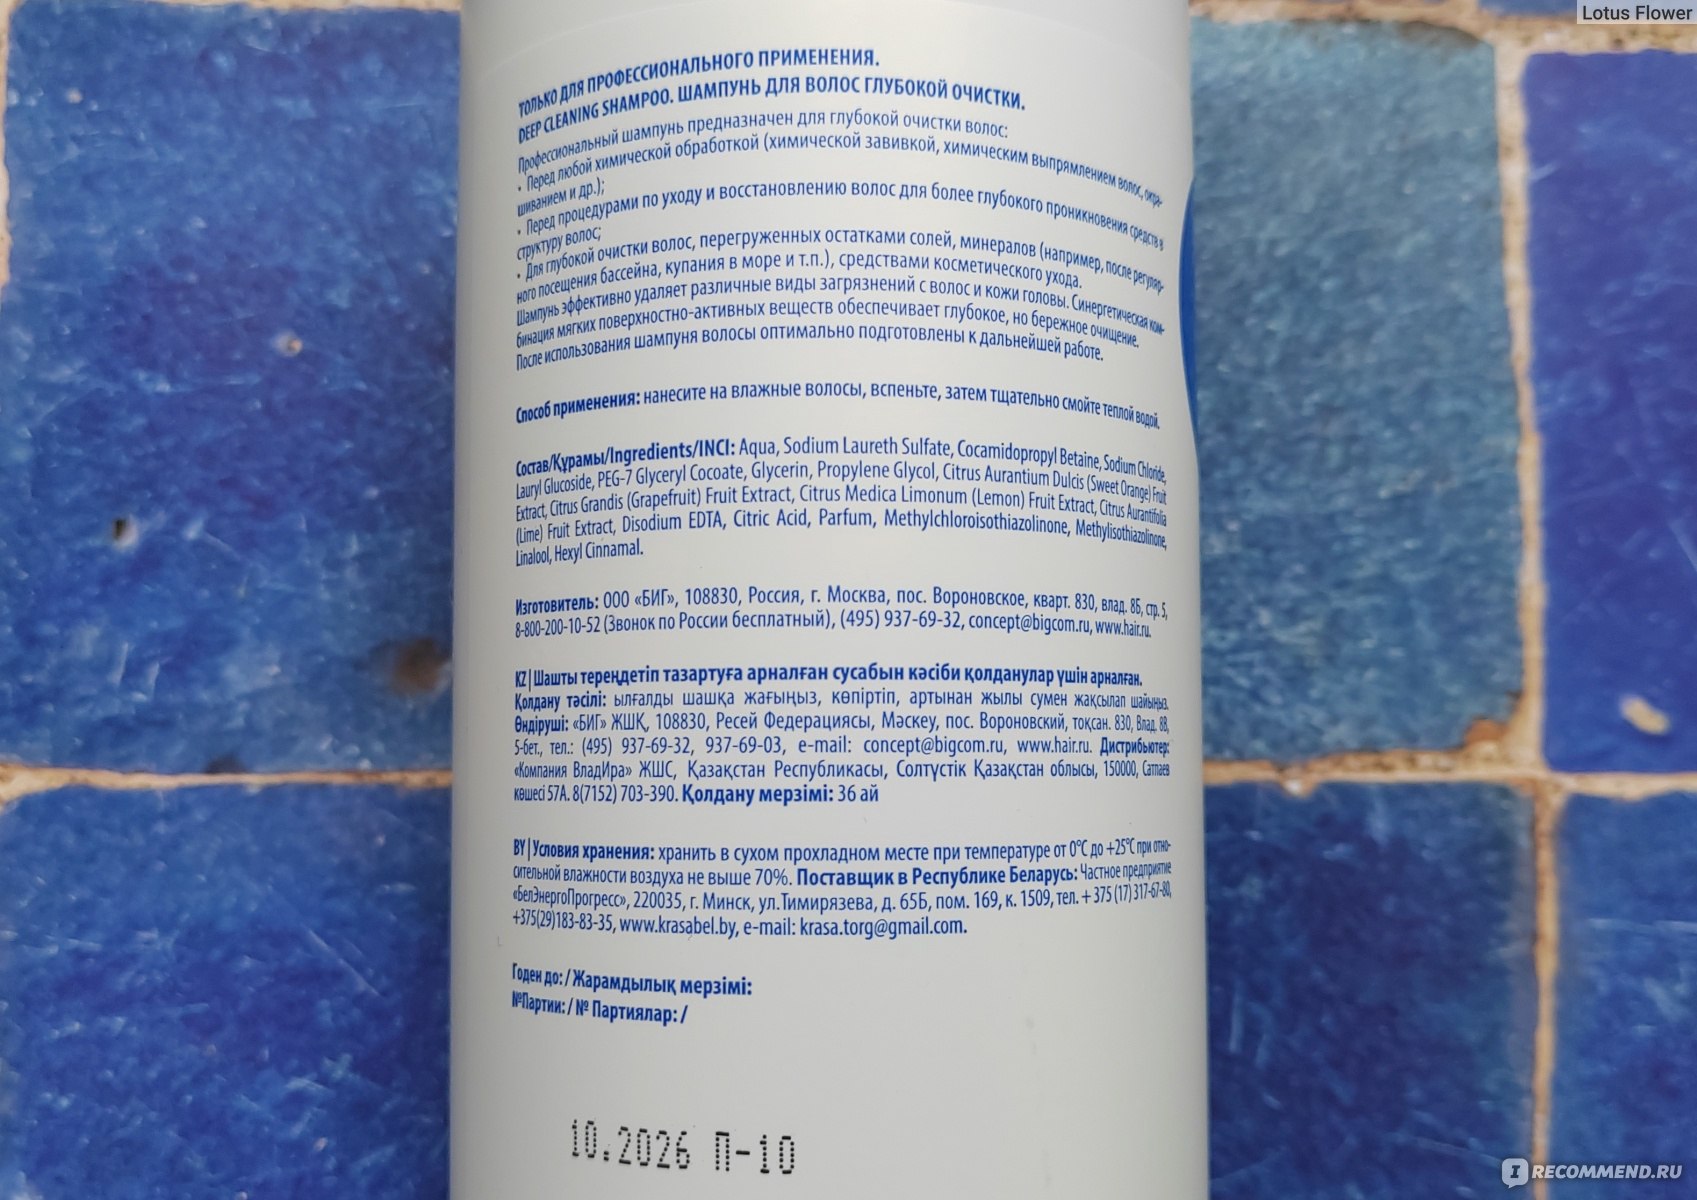 Lotus Flower
ТОЛЬКО ДЛЯ ПРОФЕССИОНАЛЬНОГО ПРИМЕНЕНИЯ.
DEEP CLEANING SHAMPOO. ШАМПУНЬ ДЛЯ ВОЛОС ГЛУБОКОЙ ОЧИСТКИ.
Профессиональный шампунь предназначен для глубокой очистки волос:
• Перед любой химической обработкой (химической завивкой, химическим выпрямлением волос, окра-
шиванием и др.);
• Перед процедурами по уходу и восстановлению волос для более глубокого проникновения средств в
структуру волос;
• Для глубокой очистки волос, перегруженных остатками солей, минералов (например, после регуляр-
ного посещения бассейна, купания в море и т.п.), средствами косметического ухода.
Шампунь эффективно удаляет различные виды загрязнений с волос и кожи головы. Синергетическая ком-
бинация мягких поверхностно-активных веществ обеспечивает глубокое, но бережное очищение.
После использования шампуня волосы оптимально подготовлены к дальнейшей работе.
Способ применения: нанесите на влажные волосы, вспеньте, затем тщательно смойте теплой водой.
Состав/Құрамы/Ingredients/INCI: Aqua, Sodium Laureth Sulfate, Cocamidopropyl Betaine, Sodium Chloride,
Lauryl Glucoside, PEG-7 Glyceryl Cocoate, Glycerin, Propylene Glycol, Citrus Aurantium Dulcis (Sweet Orange) Fruit
Extract, Citrus Grandis (Grapefruit) Fruit Extract, Citrus Medica Limonum (Lemon) Fruit Extract, Citrus Aurantifolia
(Lime) Fruit Extract, Disodium EDTA, Citric Acid, Parfum, Methylchloroisothiazolinone, Methylisothiazolinone,
Linalool, Hexyl Cinnamal.
Изготовитель: ООО «БИГ», 108830, Россия, г. Москва, пос. Вороновское, кварт. 830, влад. 8Б, стр. 5,
8-800-200-10-52 (Звонок по России бесплатный), (495) 937-69-32, concept@bigcom.ru, www.hair.ru.
KZ | Шашты тереңдетіп тазартуға арналған сусабын кәсіби қолданулар үшін арналған.
Қолдану тәсілі: ылғалды шашқа жағыңыз, көпіртіп, артынан жылы сумен жақсылап шайыңыз.
Өндіруші: «БИГ» ЖШҚ, 108830, Ресей Федерациясы, Мәскеу, пос. Вороновский, тоқсан. 830, Влад. 8В,
5-бет., тел.: (495) 937-69-32, 937-69-03, e-mail: concept@bigcom.ru, www.hair.ru. Дистрибьютер:
«Компания ВладИра» ЖШС, Қазақстан Республикасы, Солтүстік Қазақстан облысы, 150000, Сатпаев
көшесі 57А. 8(7152) 703-390. Қолдану мерзімі: 36 ай
BY | Условия хранения: хранить в сухом прохладном месте при температуре от 0°C до +25°C при отно-
сительной влажности воздуха не выше 70%. Поставщик в Республике Беларусь: Частное предприятие
«БелЭнергоПрогресс», 220035, г. Минск, ул.Тимирязева, д. 65Б, пом. 169, к. 1509, тел. + 375 (17) 317-67-80,
+375(29)183-83-35, www.krasabel.by, e-mail: krasa.torg@gmail.com.
Годен до: / Жарамдылық мерзімі:
№Партии: / № Партиялар: /
10.2026 П-10
IRECOMMEND.RU